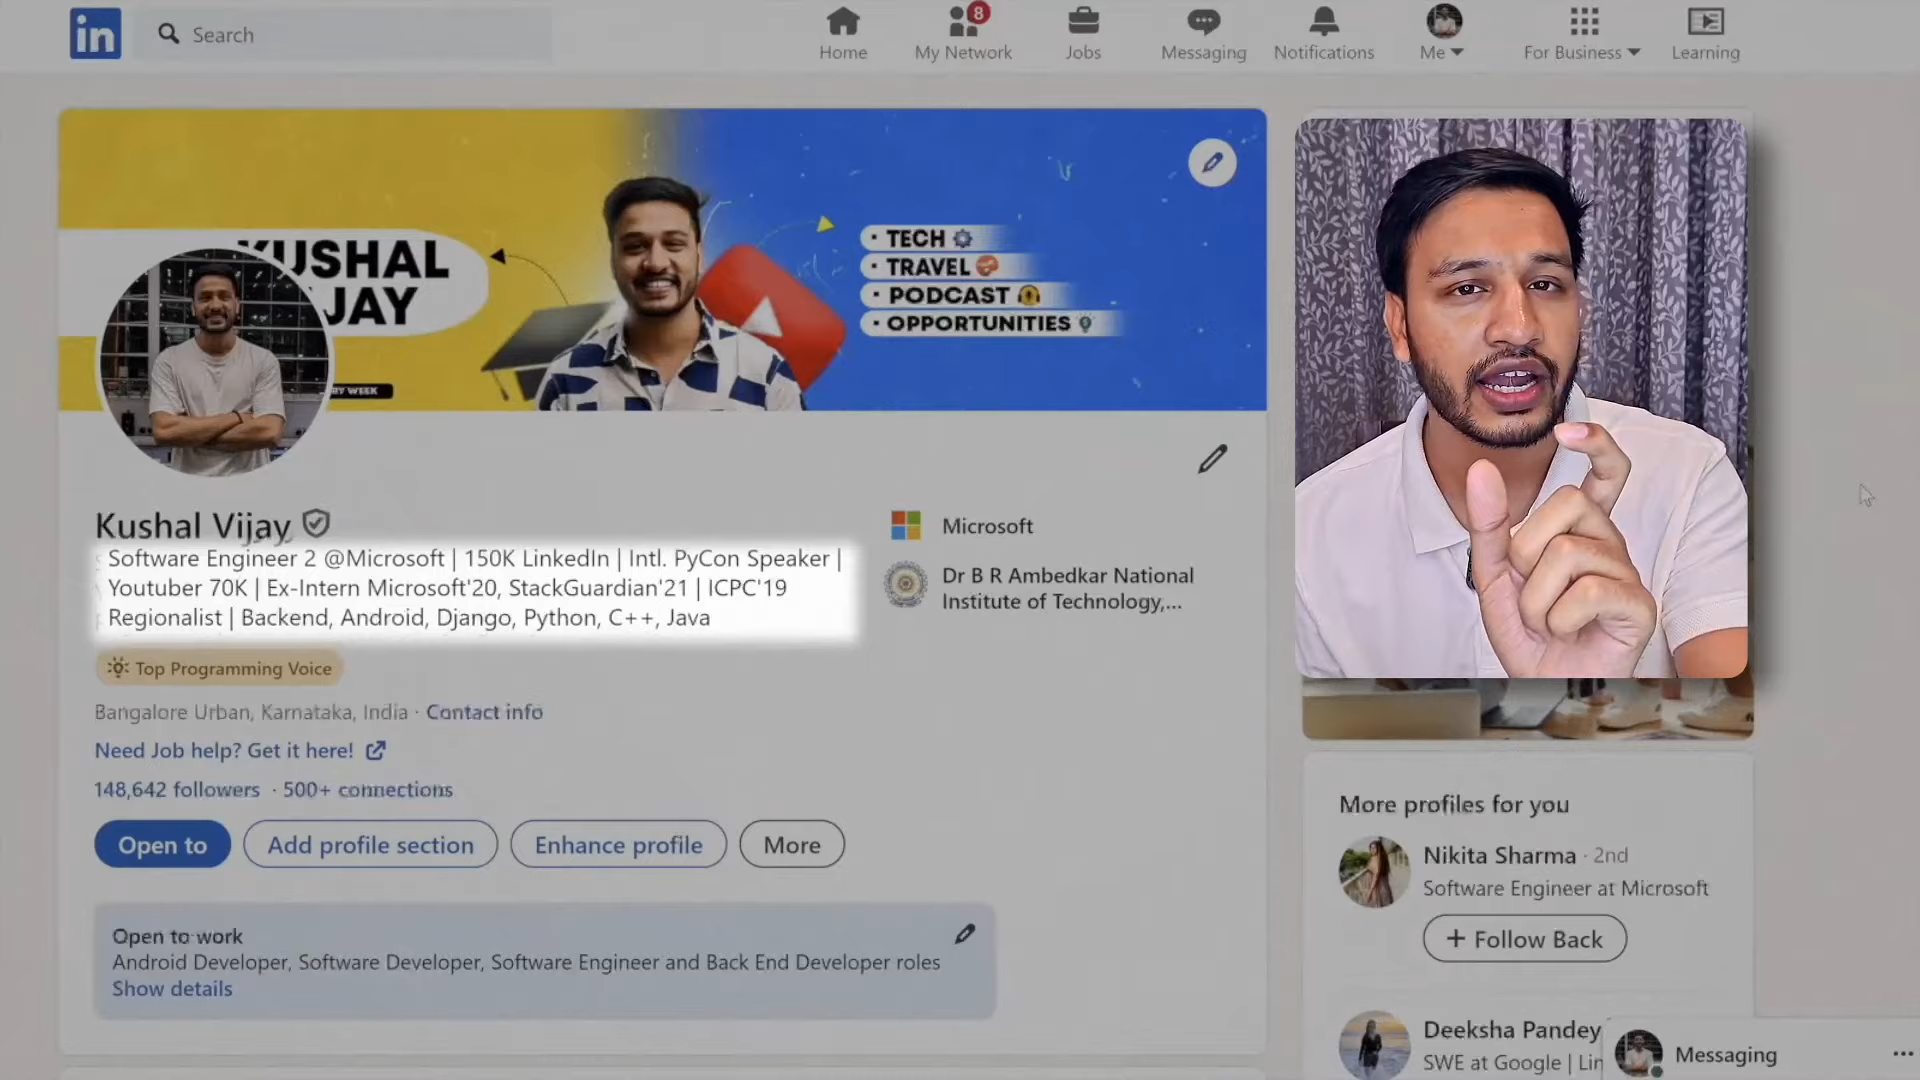 in
Search
Home
8
My Network
Jobs
Messaging
Notifications
Me
For Business
Learning
KUSHAL
JAY
RY WEEK
· TECH
· TRAVEL
· PODCAST
· OPPORTUNITIES
Kushal Vijay
Software Engineer 2 @Microsoft | 150K LinkedIn | Intl. PyCon Speaker |
Youtuber 70K | Ex-Intern Microsoft'20, StackGuardian'21 | ICPC'19
Regionalist | Backend, Android, Django, Python, C++, Java
Top Programming Voice
Bangalore Urban, Karnataka, India · Contact info
Need Job help? Get it here!
148,642 followers · 500+ connections
Open to
Add profile section
Enhance profile
More
Open to work
Android Developer, Software Developer, Software Engineer and Back End Developer roles
Show details
Microsoft
Dr B R Ambedkar National
Institute of Technology,...
More profiles for you
Nikita Sharma · 2nd
Software Engineer at Microsoft
+ Follow Back
Deeksha Pandey
SWE at Google | Lin
Messaging